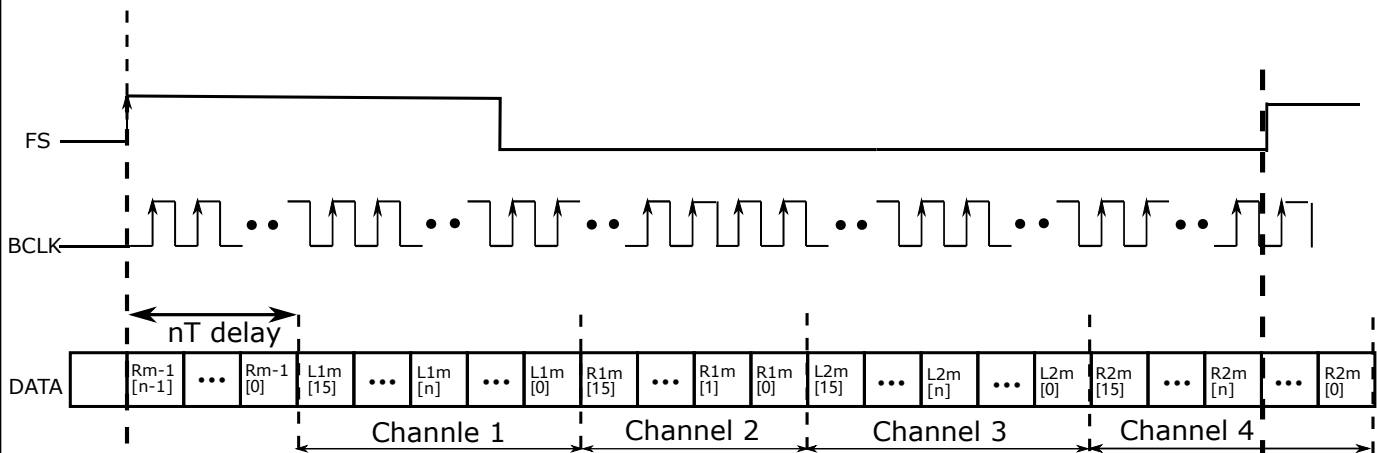 FS
BCLK
nT delay
DATA
Rm-1
[n-1]
•••
Rm-1
[0]
L1m
[15]
•••
L1m
[n]
•••
L1m
[0]
R1m
[15]
•••
R1m
[1]
R1m
[0]
L2m
[15]
•••
L2m
[n]
•••
L2m
[0]
R2m
[15]
•••
R2m
[n]
•••
R2m
[0]
Channle 1
Channel 2
Channel 3
Channel 4